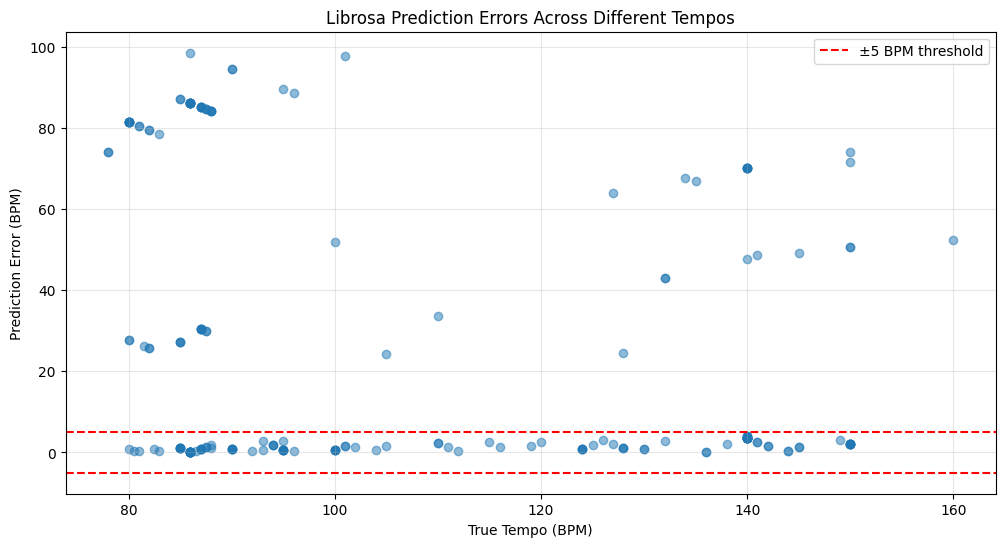 Librosa Prediction Errors Across Different Tempos
±5 BPM threshold
Prediction Error (BPM)
100
80
60
40
20
0
80
100
120
140
160
True Tempo (BPM)